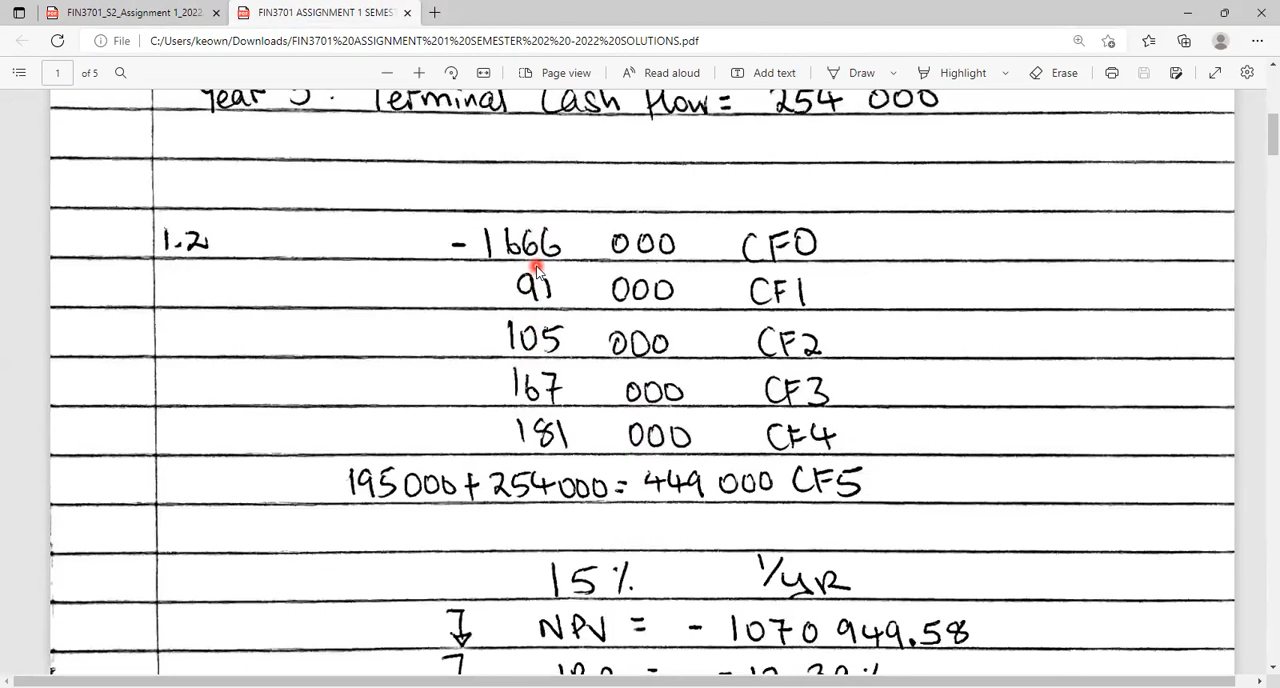 FIN3701_S2_Assignment 1_2022 FIN3701 ASSIGNMENT 1 SEMES
File C:/Users/keown/Downloads/FIN3701%20ASSIGNMENT%201%20SEMESTER%202%20-2022%20SOLUTIONS.pdf
1 of 5 Page view Read aloud Add text Draw Highlight Erase
Year 5: Terminal Cash flow = 254 000
1.2 - 1 666 000 CF0
91 000 CF1
105 000 CF2
167 000 CF3
181 000 CF4
195 000 + 254 000 = 449 000 CF5
15% 1/YR
NPV = - 1 070 949.58